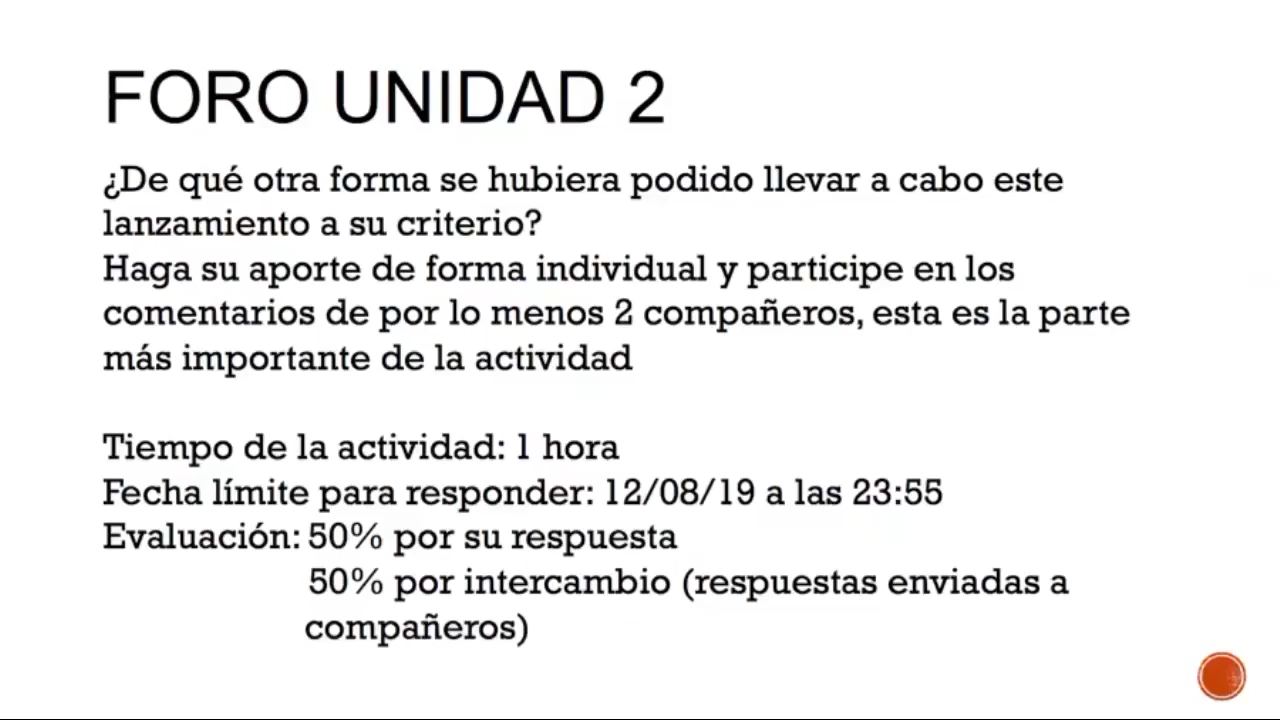 FORO UNIDAD 2
¿De qué otra forma se hubiera podido llevar a cabo este
lanzamiento a su criterio?
Haga su aporte de forma individual y participe en los
comentarios de por lo menos 2 compañeros, esta es la parte
más importante de la actividad
Tiempo de la actividad: 1 hora
Fecha límite para responder: 12/08/19 a las 23:55
Evaluación: 50% por su respuesta
50% por intercambio (respuestas enviadas a
compañeros)